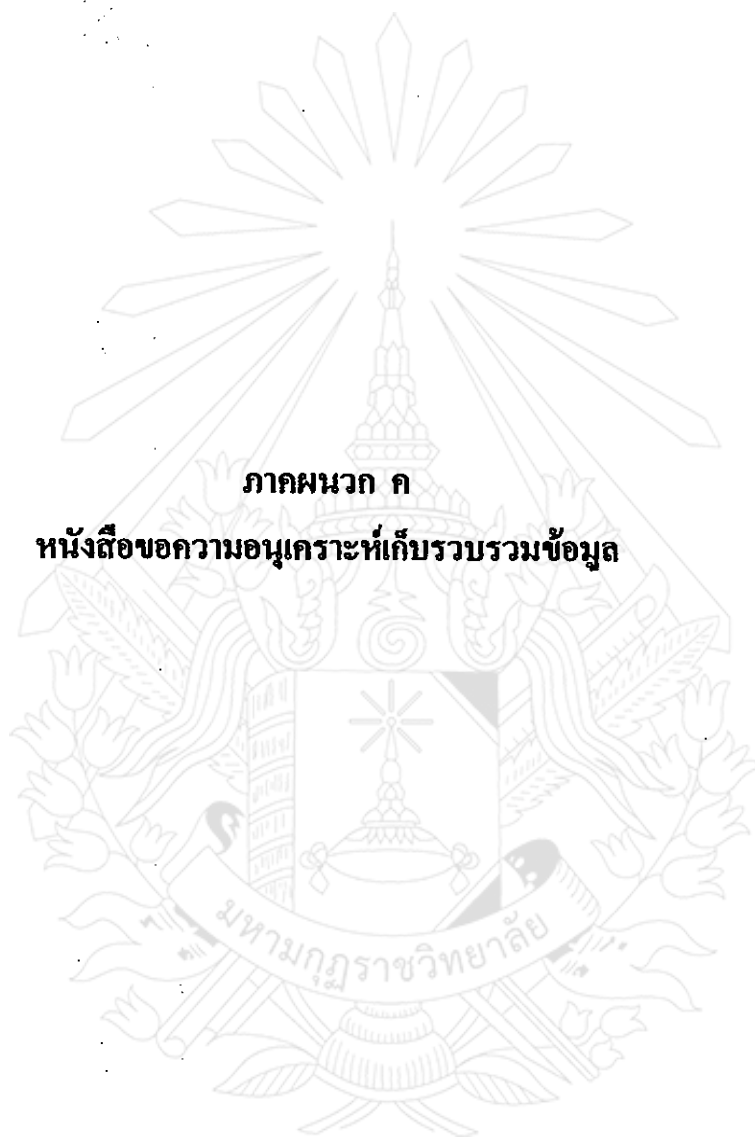 ภาคผนวก ค
หนังสือขอความอนุเคราะห์เก็บรวบรวมข้อมูล
มหามกุฏราชวิทยาลัย